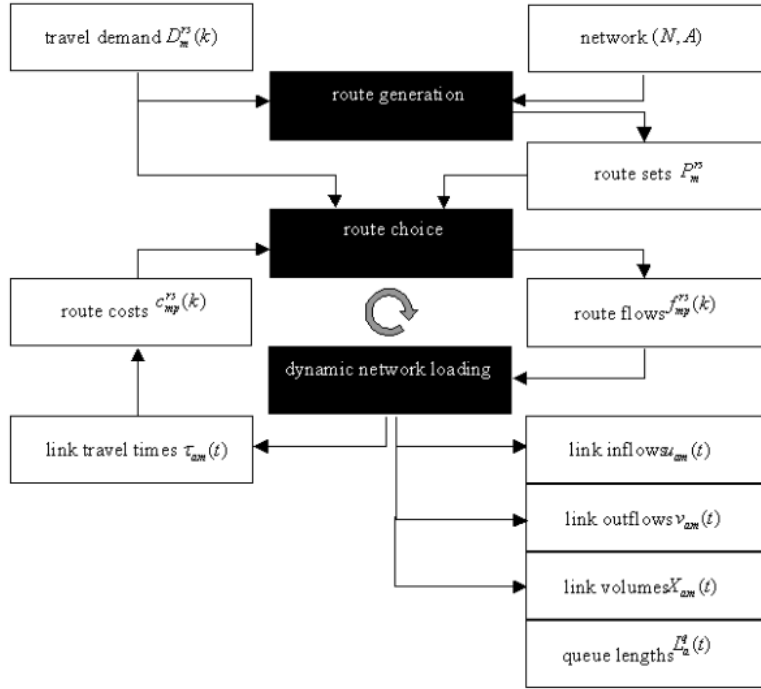 travel demand D_m^{rs}(k)
network (N, A)
route generation
route sets P_m^{rs}
route choice
route costs c_{mp}^{rs}(k)
route flows f_{mp}^{rs}(k)
dynamic network loading
link travel times τ_{am}(t)
link inflows u_{am}(t)
link outflows v_{am}(t)
link volumes X_{am}(t)
queue lengths L_a^q(t)